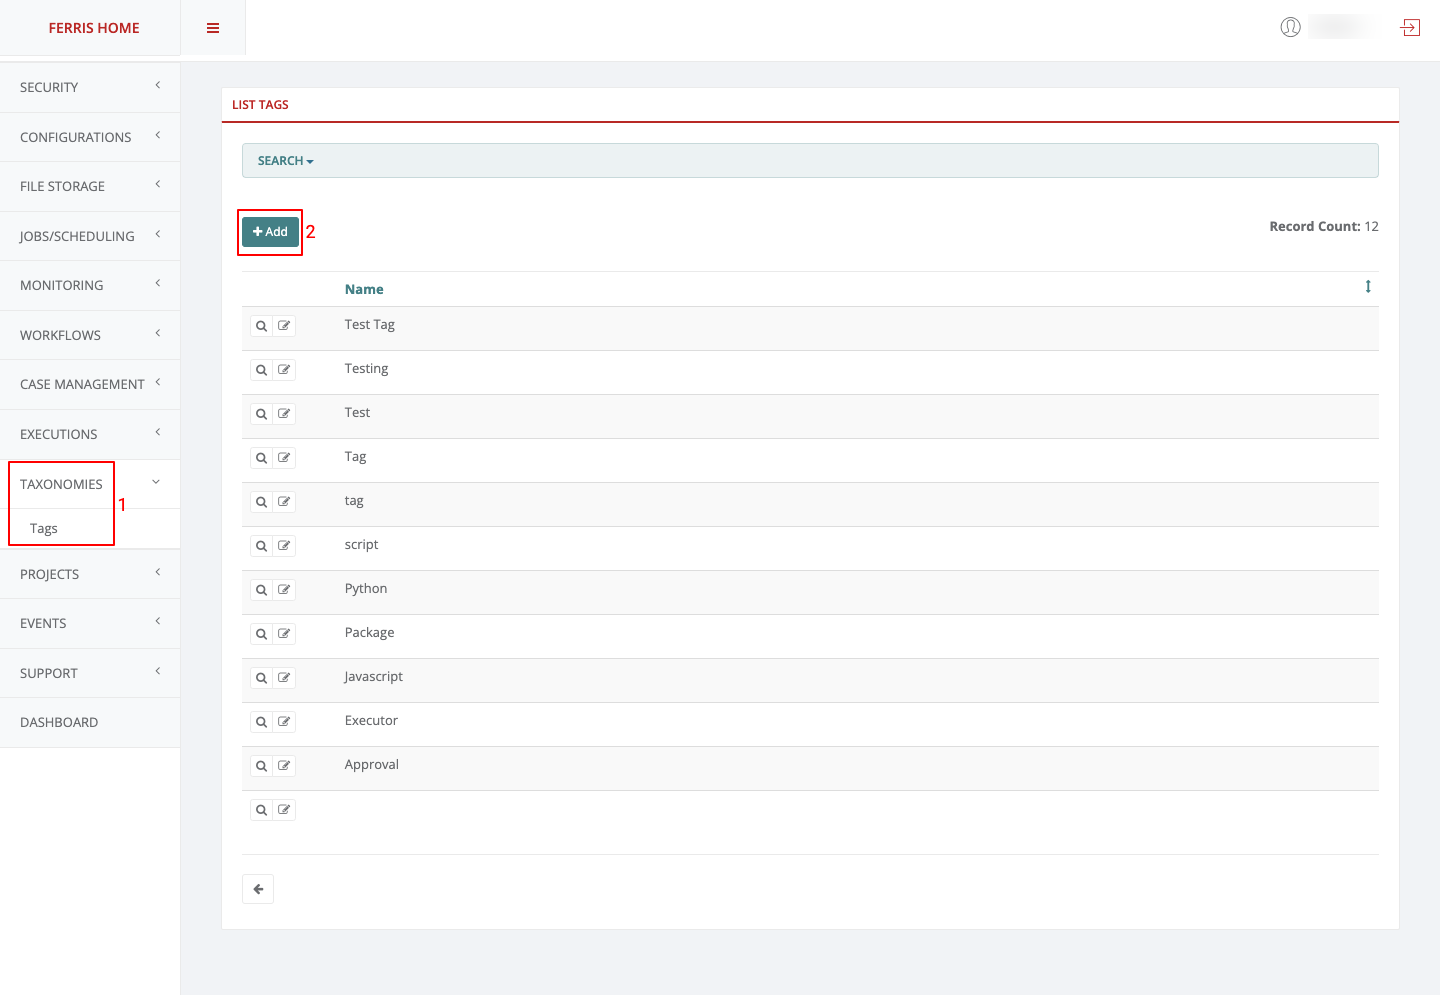 FERRIS HOME
SECURITY
CONFIGURATIONS
FILE STORAGE
JOBS/SCHEDULING
MONITORING
WORKFLOWS
CASE MANAGEMENT
EXECUTIONS
TAXONOMIES
1
Tags
PROJECTS
EVENTS
SUPPORT
DASHBOARD
LIST TAGS
SEARCH
Add
2
Record Count: 12
Name
Test Tag
Testing
Test
Tag
tag
script
Python
Package
Javascript
Executor
Approval